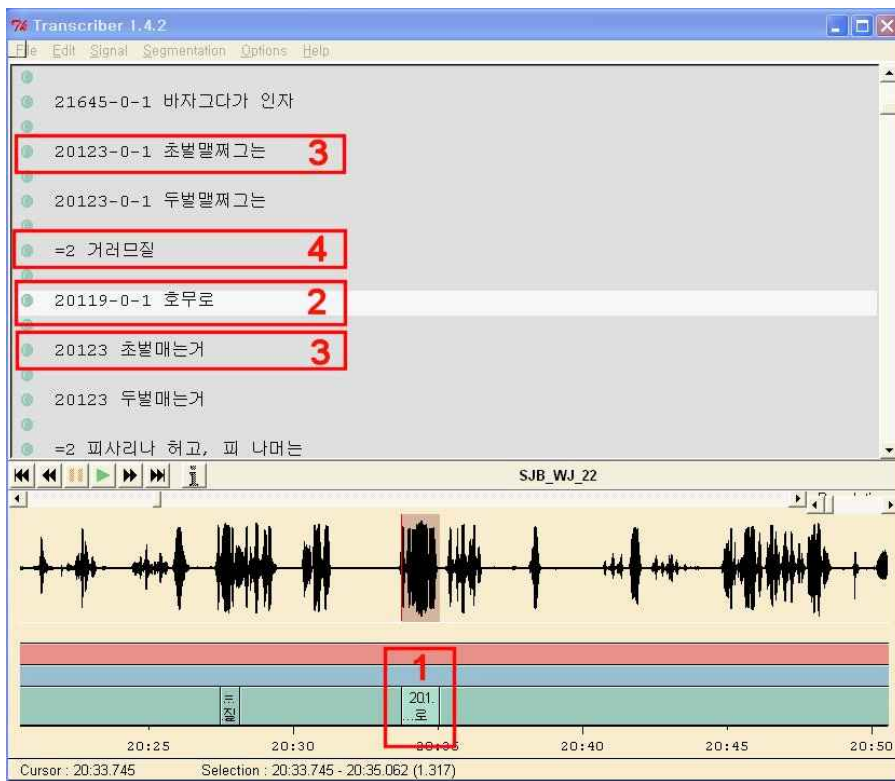 Transcriber 1.4.2
File Edit Signal Segmentation Options Help
21645-0-1 바자그다가 인자
20123-0-1 초벌맬쩌그는 3
20123-0-1 두벌맬쩌그는
=2 거러므질 4
20119-0-1 호무로 2
20123 초벌매는거 3
20123 두벌매는거
=2 피사리나 허고, 피 나머는
SJB_WJ_22
1
=.. 201.
질 ...로
20:25 20:30 20:35 20:40 20:45 20:50
Cursor : 20:33.745 Selection : 20:33.745 - 20:35.062 (1.317)